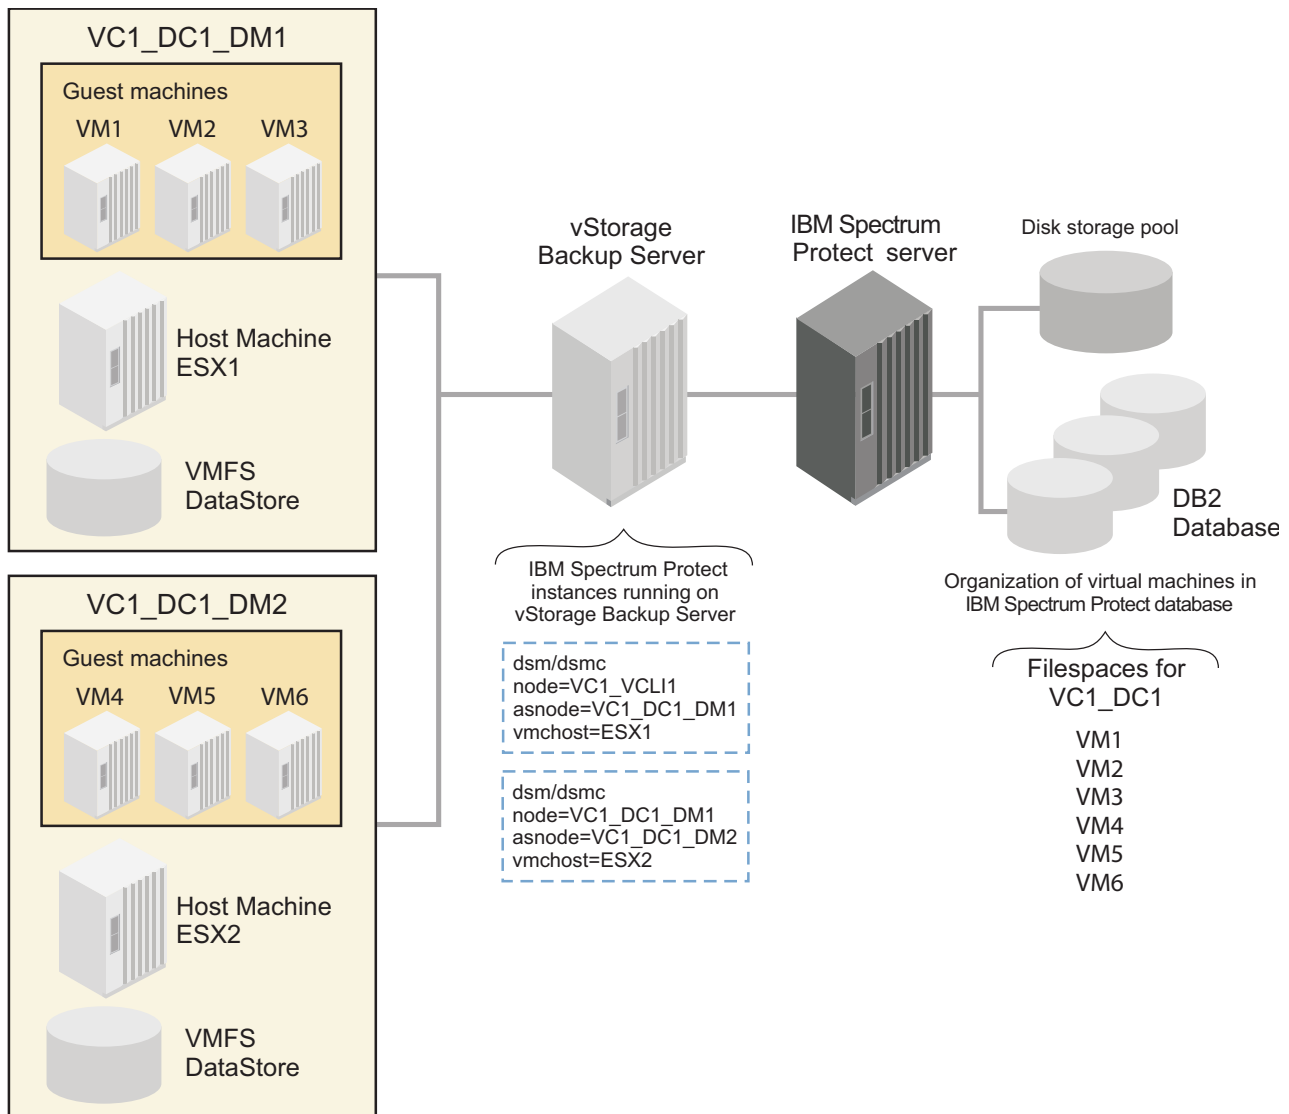 VC1_DC1_DM1
Guest machines
VM1 VM2 VM3
Host Machine
ESX1
VMFS
DataStore
VC1_DC1_DM2
Guest machines
VM4 VM5 VM6
Host Machine
ESX2
VMFS
DataStore
vStorage
Backup Server
IBM Spectrum
Protect server
Disk storage pool
DB2
Database
IBM Spectrum Protect
instances running on
vStorage Backup Server
dsm/dsmc
node=VC1_VCLI1
asnode=VC1_DC1_DM1
vmchost=ESX1
dsm/dsmc
node=VC1_DC1_DM1
asnode=VC1_DC1_DM2
vmchost=ESX2
Organization of virtual machines in
IBM Spectrum Protect database
Filespaces for
VC1_DC1
VM1
VM2
VM3
VM4
VM5
VM6